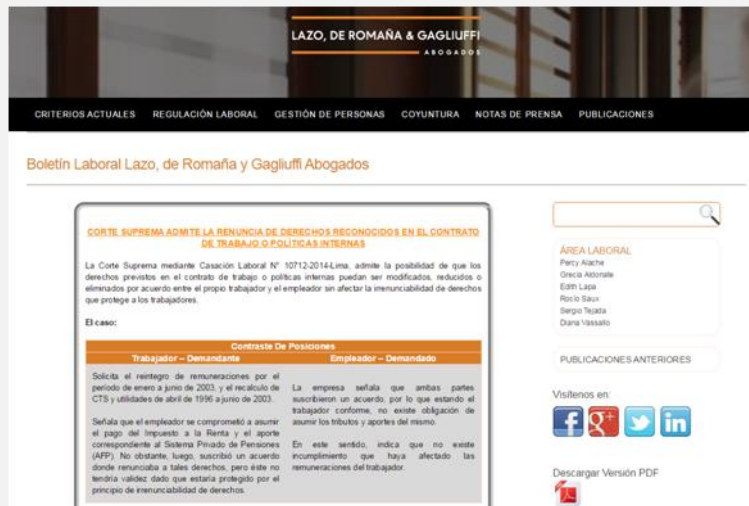 LAZO, DE ROMAÑA & GAGLIUFFI
ABOGADOS
CRITERIOS ACTUALES REGULACIÓN LABORAL GESTIÓN DE PERSONAS COYUNTURA NOTAS DE PRENSA PUBLICACIONES
Boletín Laboral Lazo, de Romaña y Gagliuffi Abogados
CORTE SUPREMA ADMITE LA RENUNCIA DE DERECHOS RECONOCIDOS EN EL CONTRATO
DE TRABAJO O POLÍTICAS INTERNAS
La Corte Suprema mediante Casación Laboral N° 10712-2014-Lima, admite la posibilidad de que los
derechos previstos en el contrato de trabajo o políticas internas puedan ser modificados, reducidos o
eliminados por acuerdo entre el propio trabajador y el empleador sin afectar la irrenunciabilidad de derechos
que protege a los trabajadores.
El caso:
Contraste De Posiciones
Trabajador – Demandante
Solicita el reintegro de remuneraciones por el
periodo de enero a junio de 2003, y el recalculo de
CTS y utilidades de abril de 1996 a junio de 2003.
Señala que el empleador se comprometió a asumir
el pago del Impuesto a la Renta y el aporte
correspondiente al Sistema Privado de Pensiones
(AFP). No obstante, luego, suscribió un acuerdo
donde renunciaba a tales derechos, pero éste no
tendría validez dado que estaría protegido por el
principio de irrenunciabilidad de derechos.
Empleador – Demandado
La empresa señala que ambas partes
suscribieron un acuerdo, por lo que estando el
trabajador conforme, no existe obligación de
asumir los tributos y aportes del mismo.
En este sentido, indica que no existe
incumplimiento que haya afectado las
remuneraciones del trabajador.
ÁREA LABORAL
Percy Alache
Grecia Aldonate
Edith Lapa
Rocío Saux
Sergio Tejada
Diana Vassallo
PUBLICACIONES ANTERIORES
Visítenos en:
Descargar Versión PDF